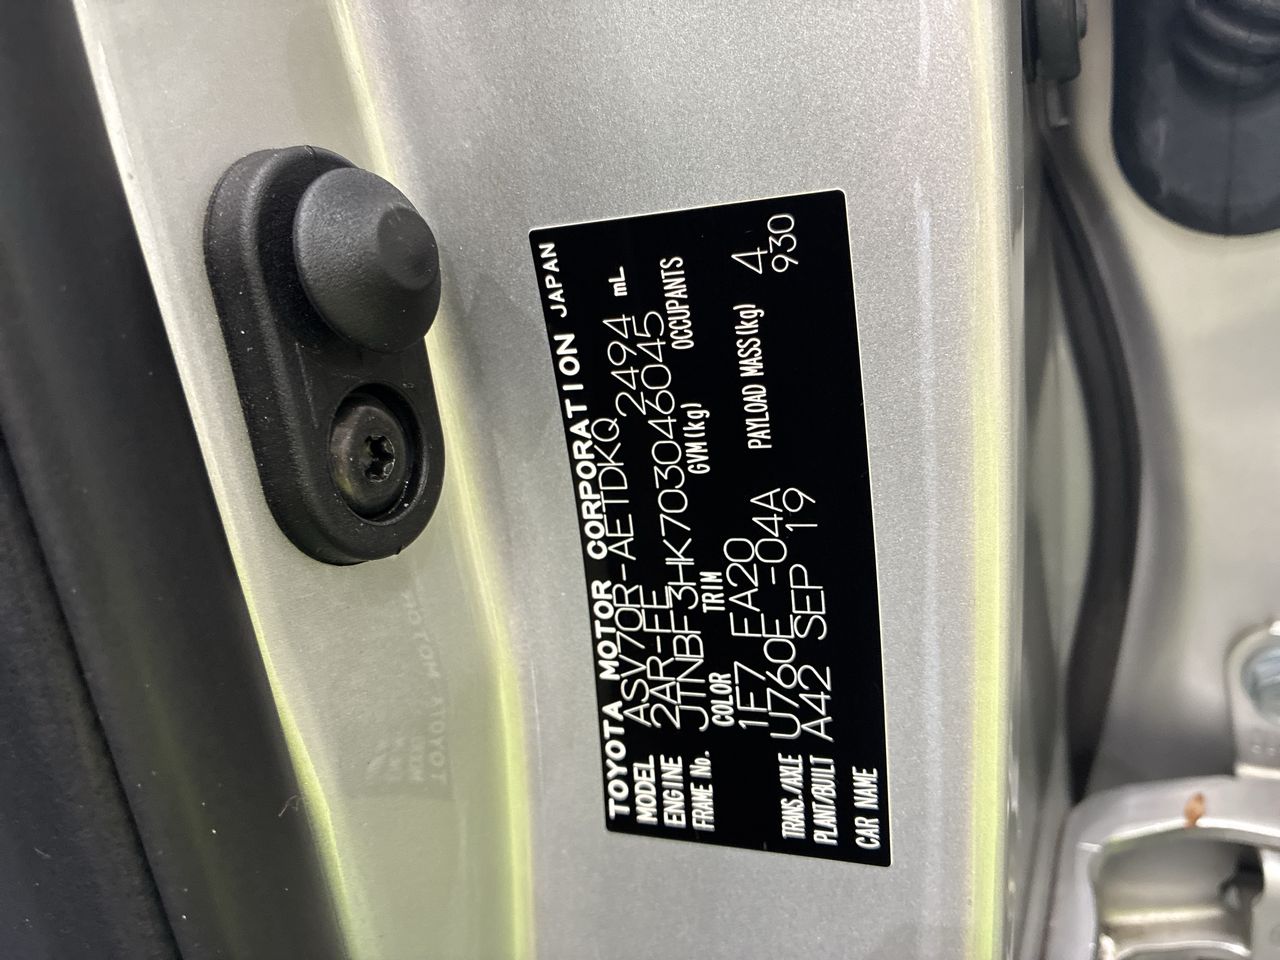 TOYOTA MOTOR CORPORATION JAPAN
MODEL ASV70R-AETDKQ
ENGINE 2AR-FE 2494 mL
FRAME No. JTNBF3HK703046045
COLOR TRIM GVM(kg) OCCUPANTS
1F7 FA20
TRANS./AXLE U760E -04A PAYLOAD MASS(kg) 4
PLANT/BUILT A42 SEP 19 930
CAR NAME